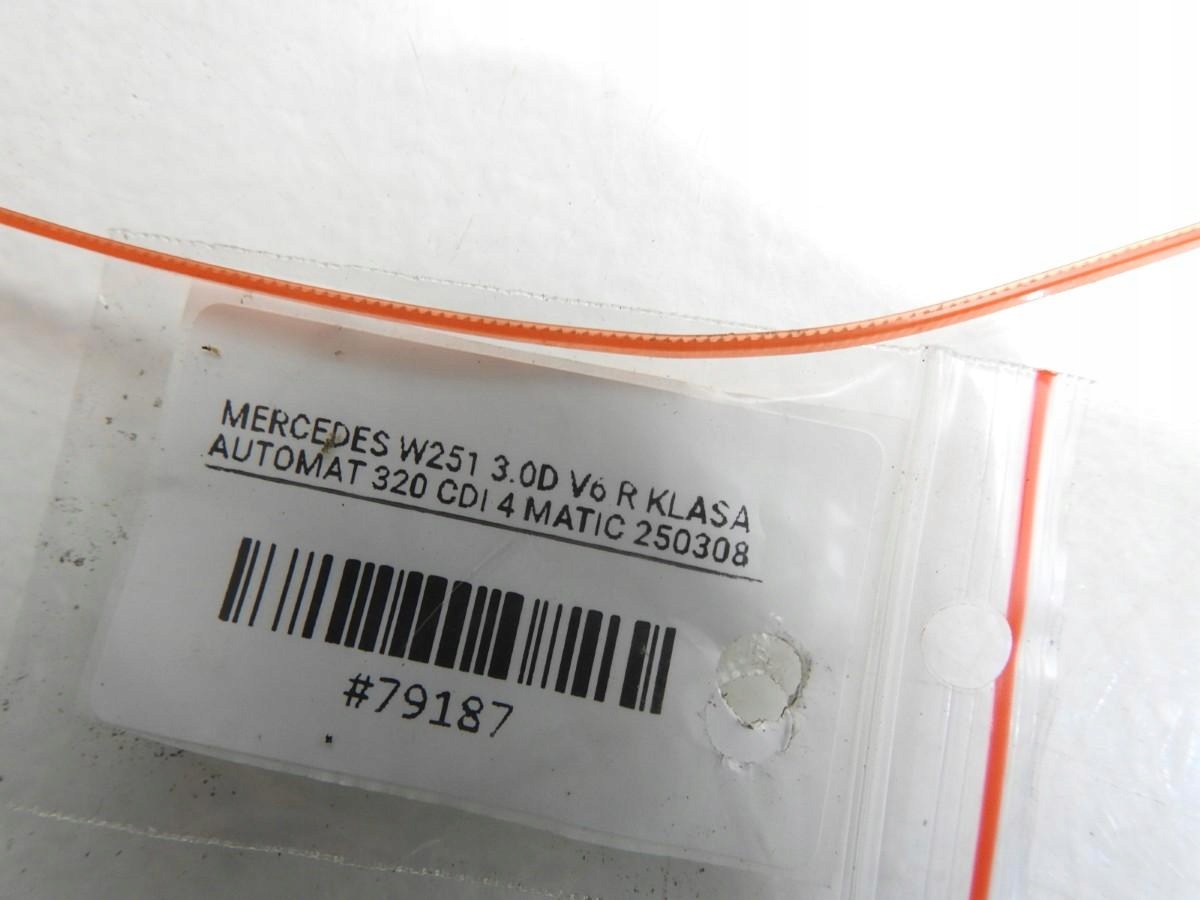 MERCEDES W251 3.0D V6 R KLASA
AUTOMAT 320 CDI 4 MATIC 250308
#79187